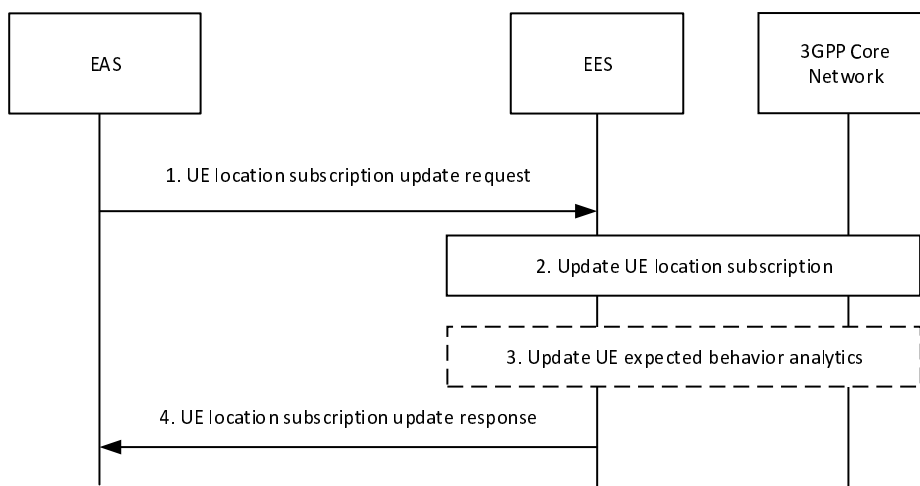 EAS
EES
3GPP Core
Network
1. UE location subscription update request
2. Update UE location subscription
3. Update UE expected behavior analytics
4. UE location subscription update response